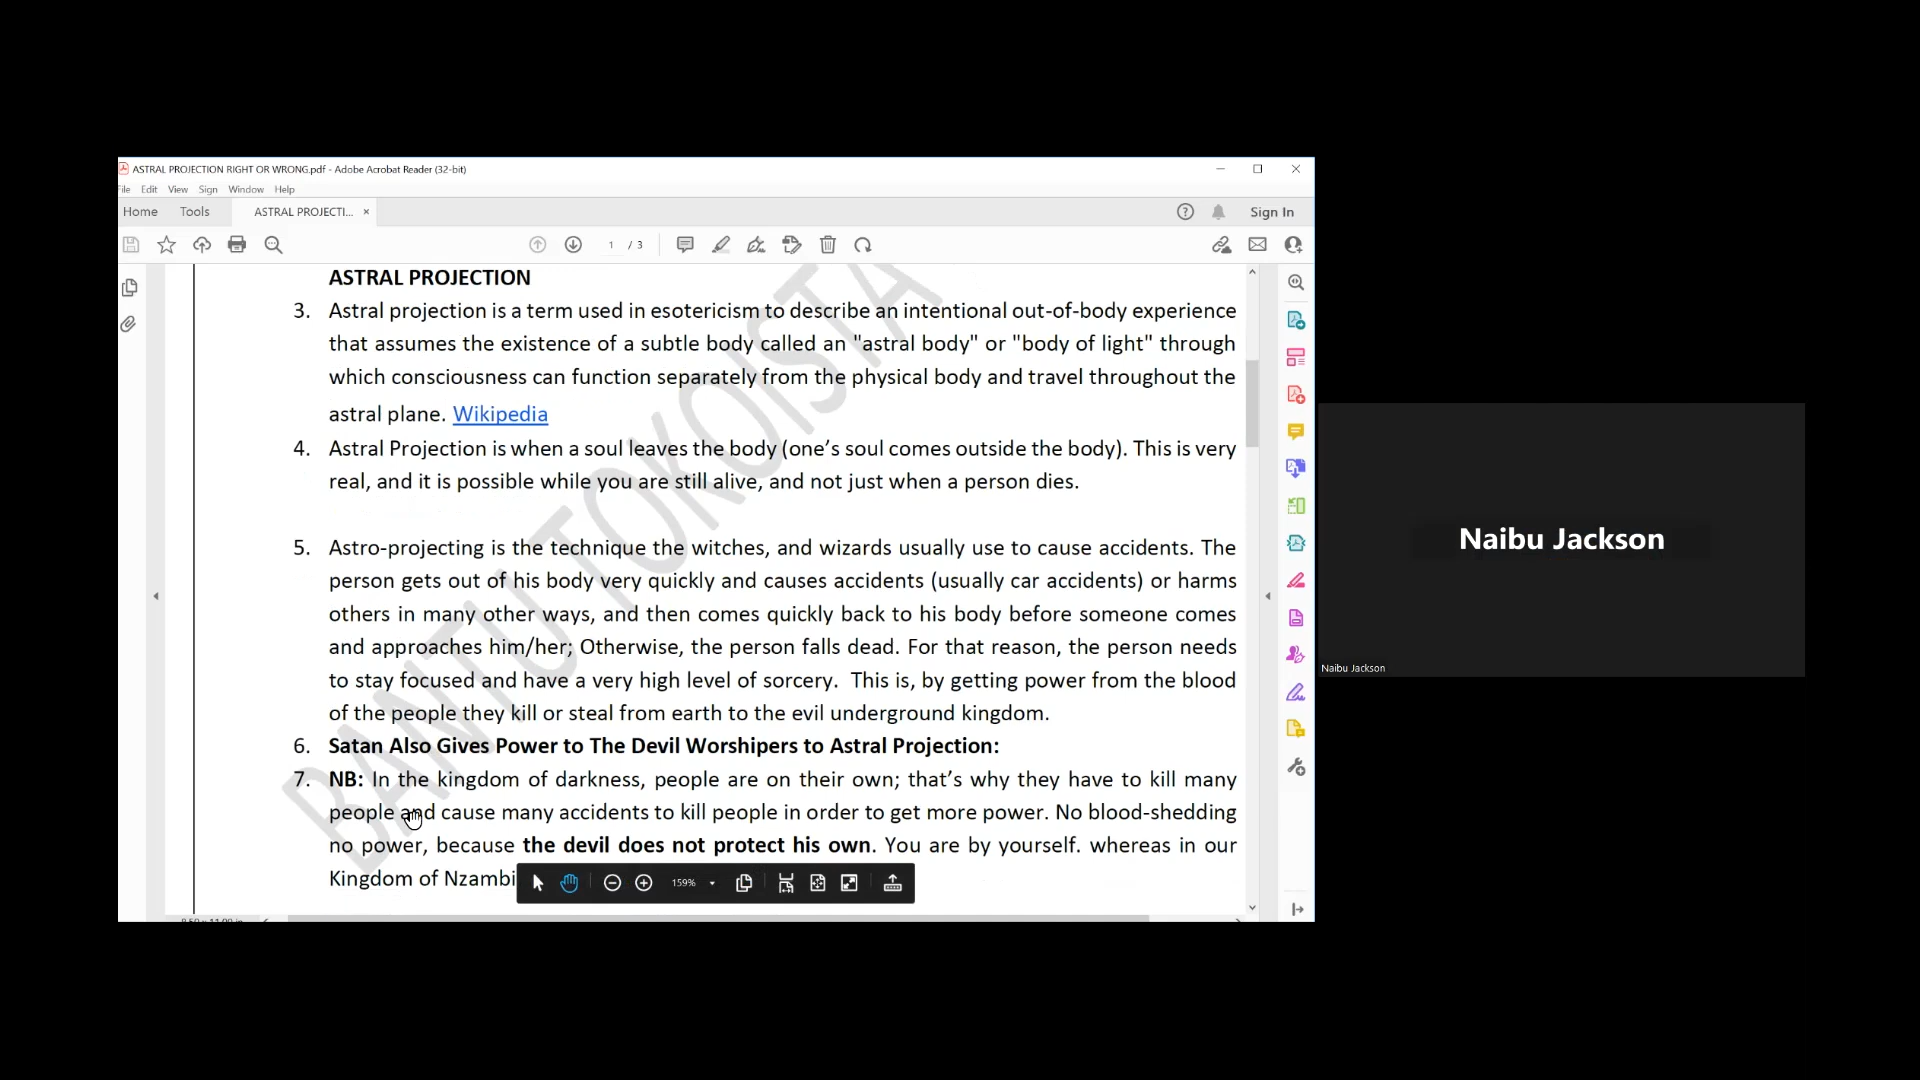 ASTRAL PROJECTION RIGHT OR WRONG.pdf - Adobe Acrobat Reader (32-bit)
File Edit View Sign Window Help
Home Tools ASTRAL PROJECTI... × Sign In
1 / 3
ASTRAL PROJECTION
3. Astral projection is a term used in esotericism to describe an intentional out-of-body experience
that assumes the existence of a subtle body called an "astral body" or "body of light" through
which consciousness can function separately from the physical body and travel throughout the
astral plane. Wikipedia
4. Astral Projection is when a soul leaves the body (one's soul comes outside the body). This is very
real, and it is possible while you are still alive, and not just when a person dies.
5. Astro-projecting is the technique the witches, and wizards usually use to cause accidents. The
person gets out of his body very quickly and causes accidents (usually car accidents) or harms
others in many other ways, and then comes quickly back to his body before someone comes
and approaches him/her; Otherwise, the person falls dead. For that reason, the person needs
to stay focused and have a very high level of sorcery. This is, by getting power from the blood
of the people they kill or steal from earth to the evil underground kingdom.
6. Satan Also Gives Power to The Devil Worshipers to Astral Projection:
7. NB: In the kingdom of darkness, people are on their own; that's why they have to kill many
people and cause many accidents to kill people in order to get more power. No blood-shedding
no power, because the devil does not protect his own. You are by yourself. whereas in our
Kingdom of Nzambi
159%
BANTU TOKOISTA
Naibu Jackson
Naibu Jackson